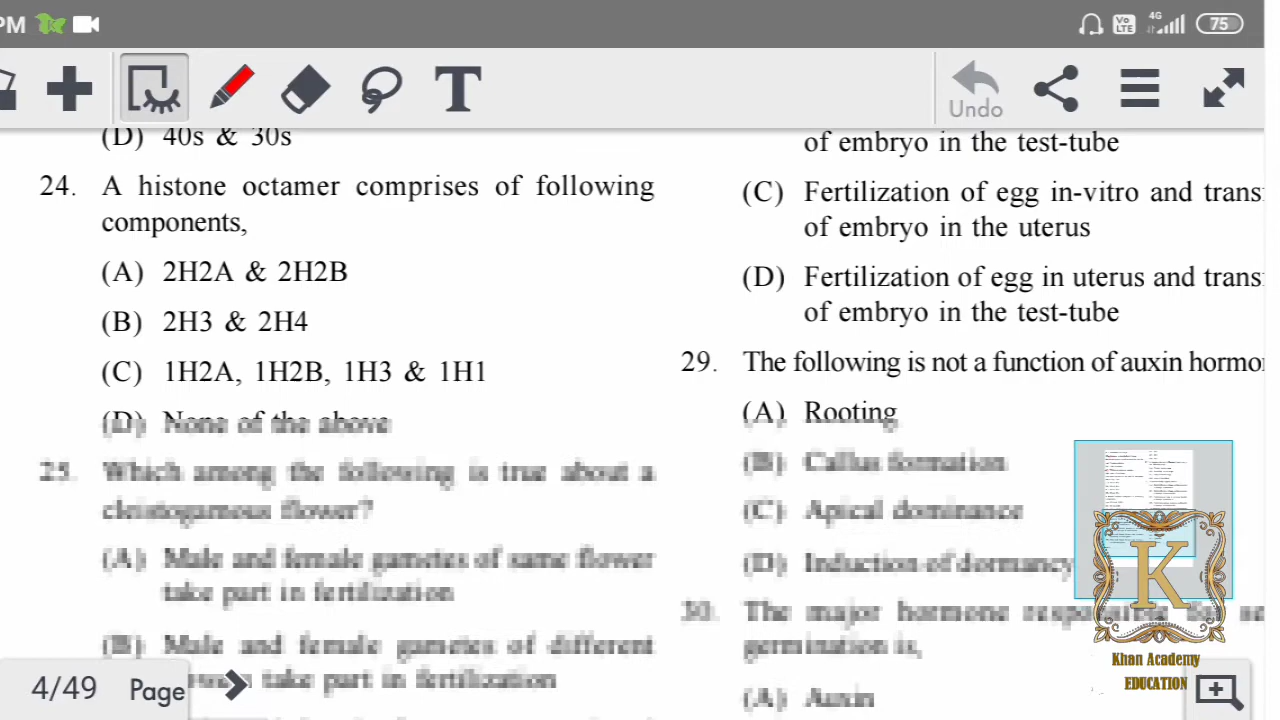 PM
Vo LTE
4G
75
T
Undo
(D) 40s & 30s
24. A histone octamer comprises of following
components,
(A) 2H2A & 2H2B
(B) 2H3 & 2H4
(C) 1H2A, 1H2B, 1H3 & 1H1
(D) None of the above
25. Which among the following is true about a
cleistogamous flower?
(A) Male and female gametes of same flower
take part in fertilization
(B) Male and female gametes of different
take part in fertilization
of embryo in the test-tube
(C) Fertilization of egg in-vitro and trans
of embryo in the uterus
(D) Fertilization of egg in uterus and trans
of embryo in the test-tube
29. The following is not a function of auxin hormo
(A) Rooting
(B) Callus formation
(C) Apical dominance
(D) Induction of dormancy
30. The major hormone responsible for se
germination is,
(A) Auxin
K
Khan Academy
EDUCATION
4/49 Page